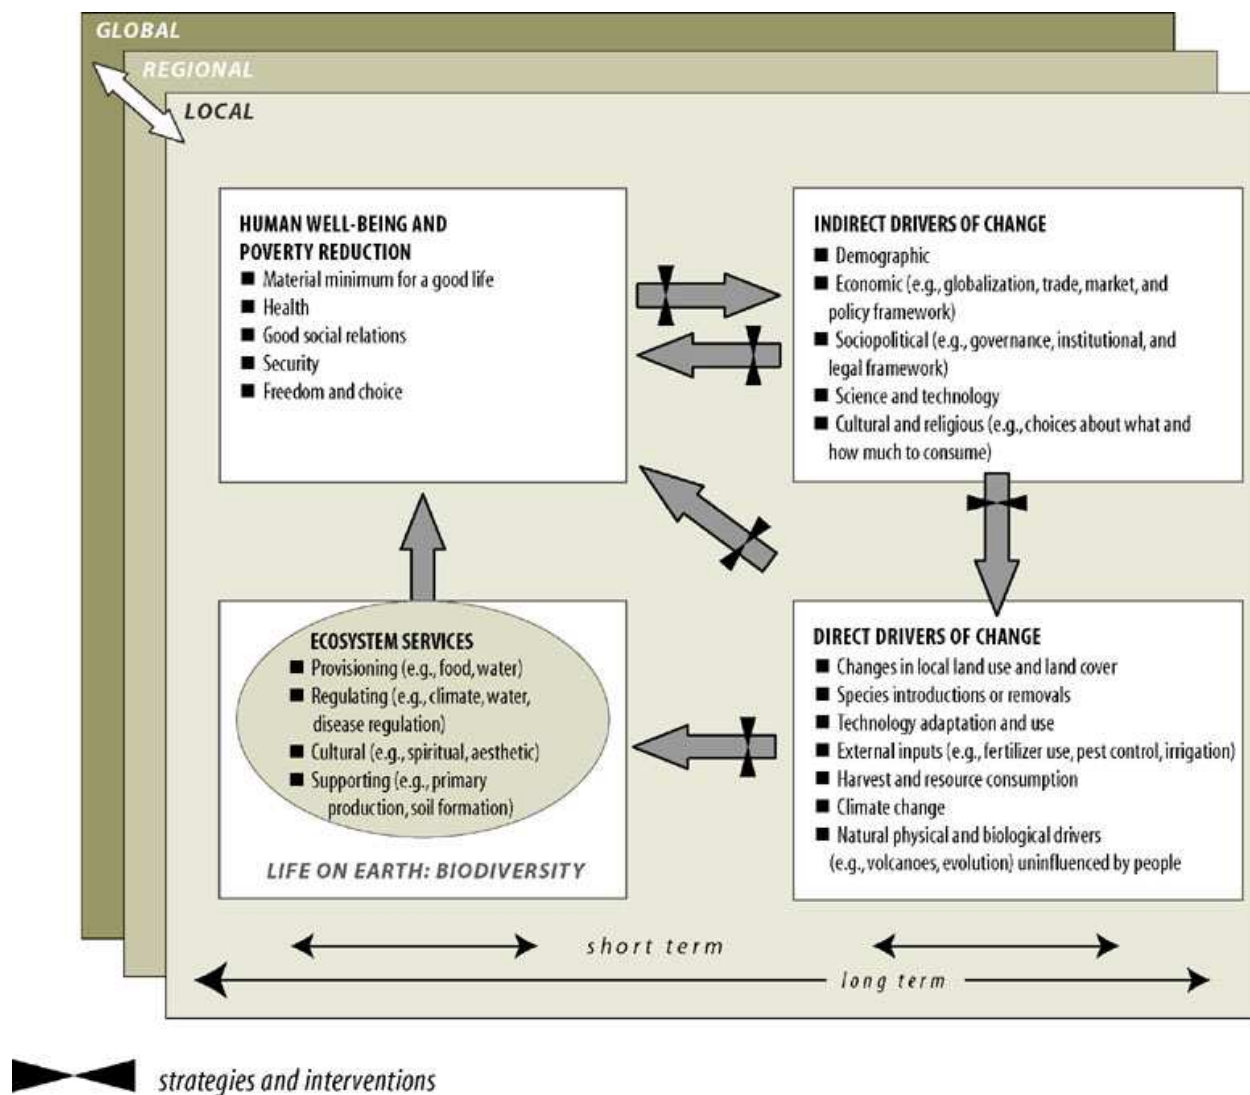 GLOBAL
REGIONAL
LOCAL
HUMAN WELL-BEING AND
POVERTY REDUCTION
■ Material minimum for a good life
■ Health
■ Good social relations
■ Security
■ Freedom and choice
INDIRECT DRIVERS OF CHANGE
■ Demographic
■ Economic (e.g., globalization, trade, market, and
policy framework)
■ Sociopolitical (e.g., governance, institutional, and
legal framework)
■ Science and technology
■ Cultural and religious (e.g., choices about what and
how much to consume)
ECOSYSTEM SERVICES
■ Provisioning (e.g., food, water)
■ Regulating (e.g., climate, water,
disease regulation)
■ Cultural (e.g., spiritual, aesthetic)
■ Supporting (e.g., primary
production, soil formation)
LIFE ON EARTH: BIODIVERSITY
DIRECT DRIVERS OF CHANGE
■ Changes in local land use and land cover
■ Species introductions or removals
■ Technology adaptation and use
■ External inputs (e.g., fertilizer use, pest control, irrigation)
■ Harvest and resource consumption
■ Climate change
■ Natural physical and biological drivers
(e.g., volcanoes, evolution) uninfluenced by people
short term
long term
strategies and interventions